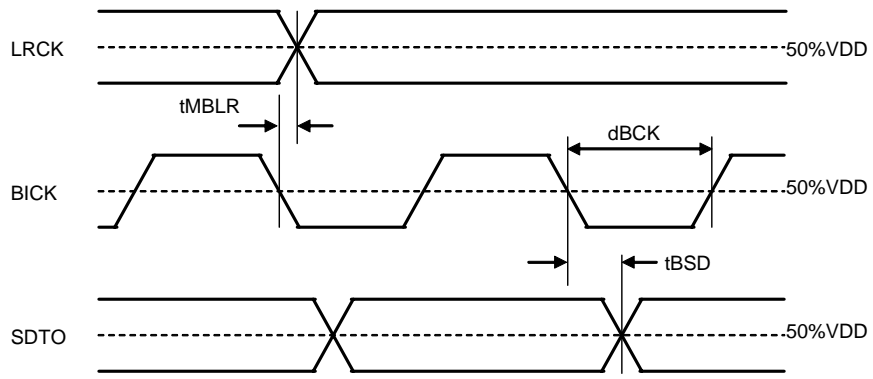 LRCK
50%VDD
tMBLR
dBCK
BICK
50%VDD
tBSD
SDTO
50%VDD